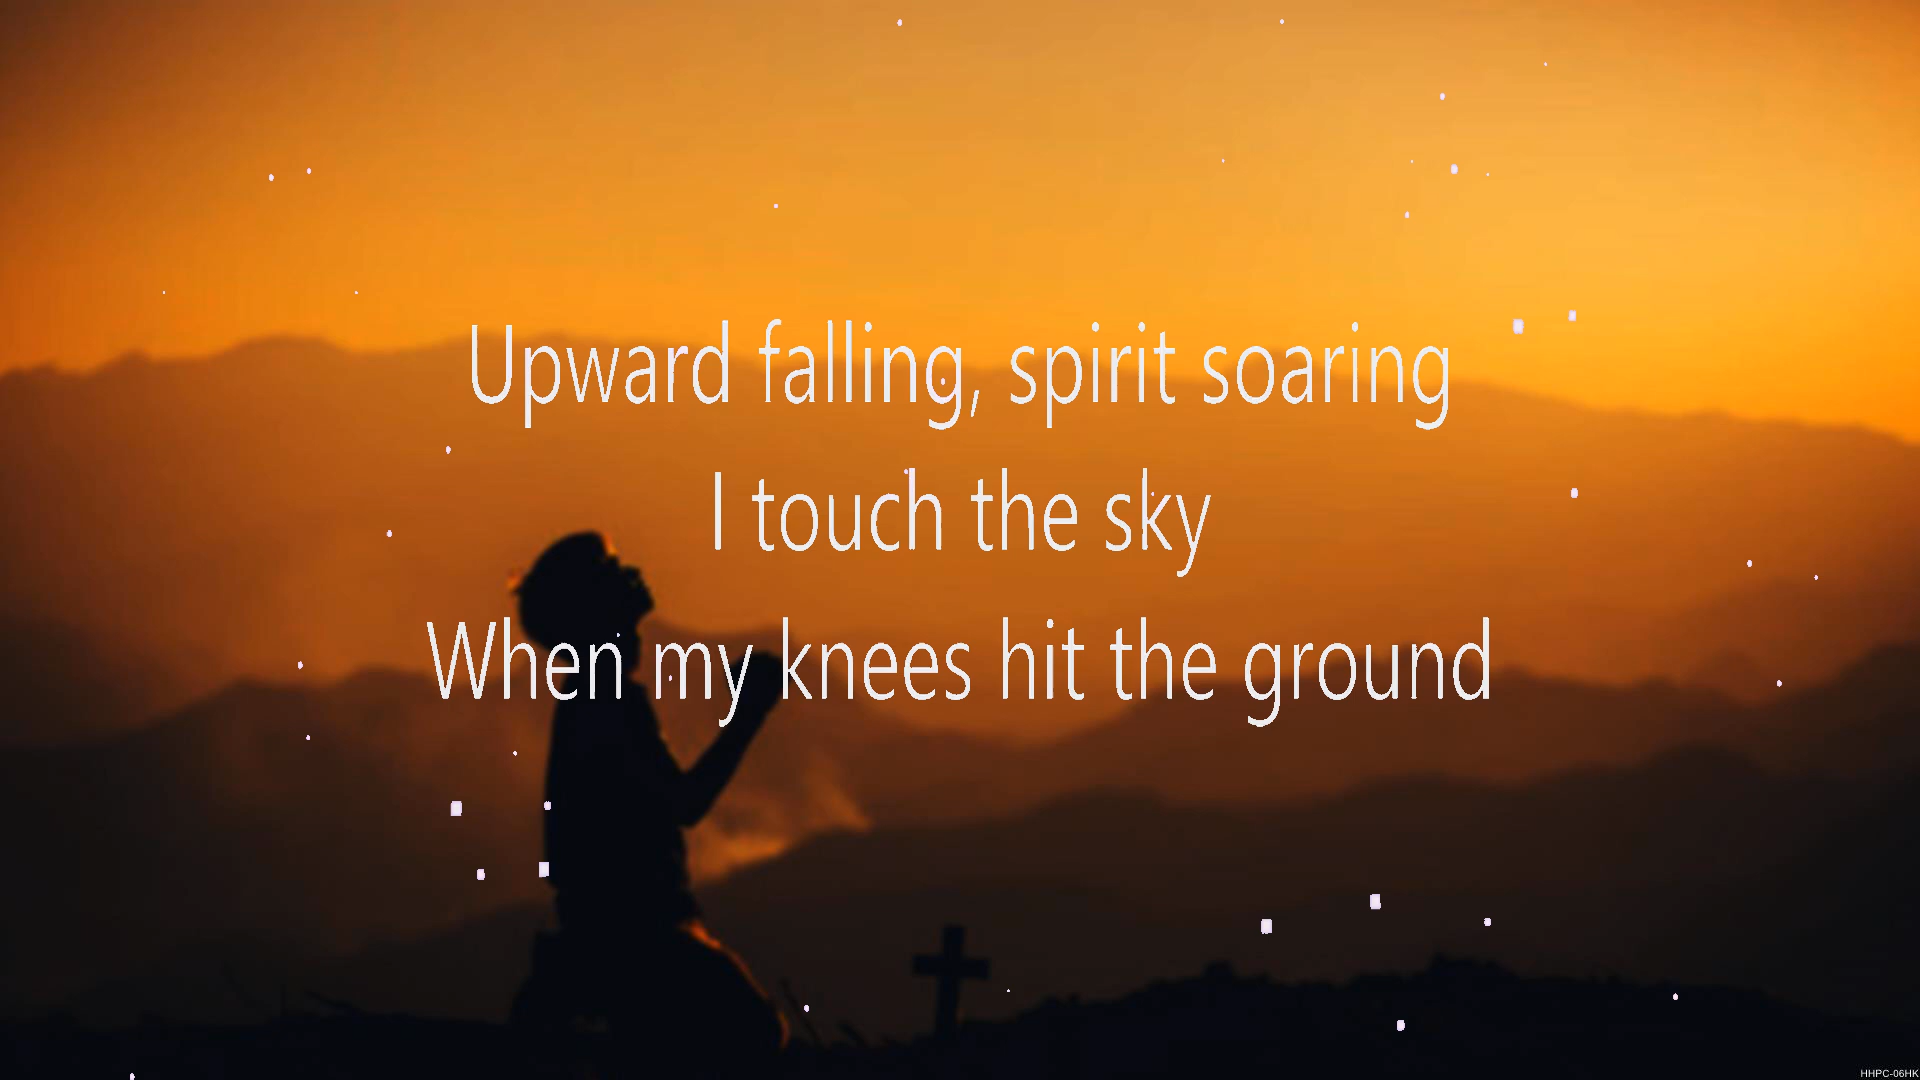 Upward falling, spirit soaring
I touch the sky
When my knees hit the ground
HHPC-06HK